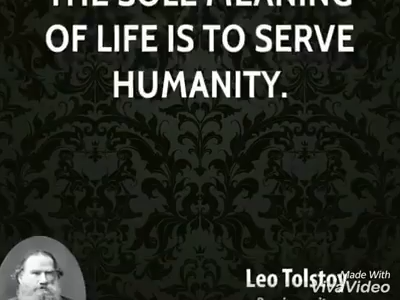 THE SOLE MEANING
OF LIFE IS TO SERVE
HUMANITY.
Leo Tolstoy
Made With
VivaVideo